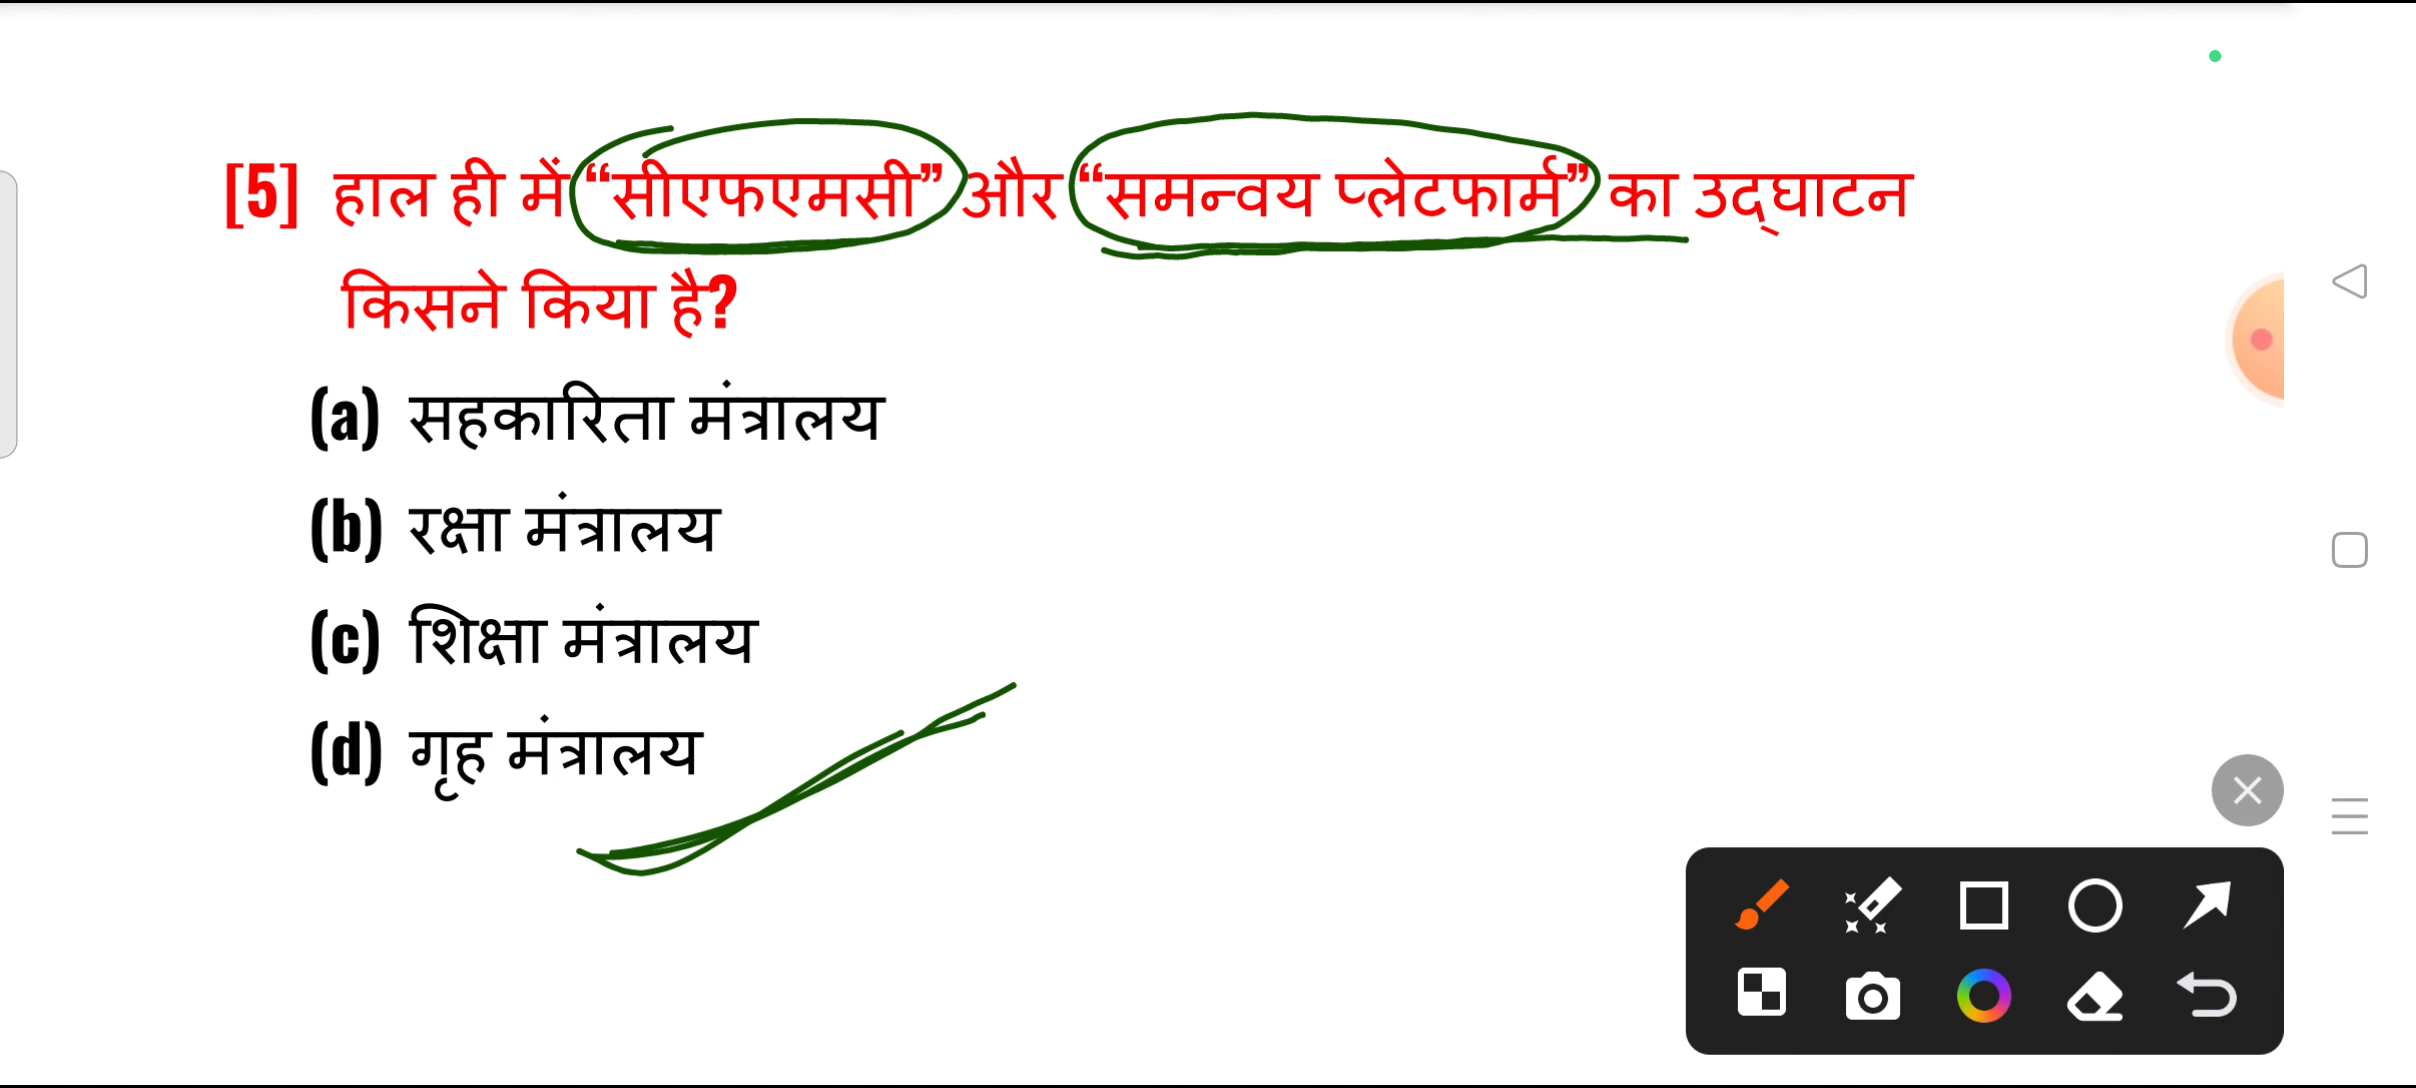 [5] हाल ही में “सीएफएमसी” और “समन्वय प्लेटफार्म” का उद्‌घाटन
किसने किया है?
(a) सहकारिता मंत्रालय
(b) रक्षा मंत्रालय
(c) शिक्षा मंत्रालय
(d) गृह मंत्रालय